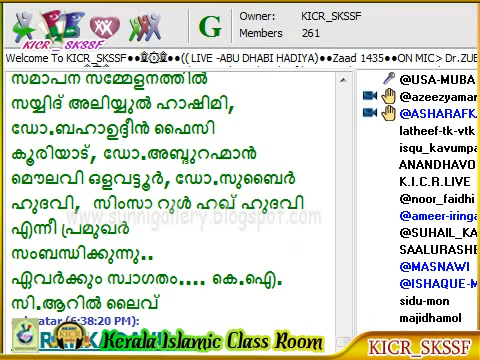 KICR_SKSSF
G
Owner: KICR_SKSSF
Members 261
Welcome To KICR_SKSSF●●۩۞۩●●(( LIVE -ABU DHABI HADIYA)●●Zaad 1435●●ON MIC> Dr.ZUB
സമാപന സമ്മേളനത്തിൽ
സയ്യിദ് അലിയ്യുൽ ഹാഷിമി,
ഡോ.ബഹാഉദ്ദീൻ ഫൈസി
കൂരിയാട്, ഡോ.അബ്ദുറഹ്മാൻ
മൌലവി ഒളവട്ടൂർ, ഡോ.സുബൈർ
ഹുദവി, സിംസാറുൾ ഹഖ് ഹുദവി
എന്നീ പ്രമുഖർ
സംബന്ധിക്കുന്നു..
ഏവർക്കും സ്വാഗതം.... കെ.ഐ.
സി.ആറിൽ ലൈവ്
(6:38:20 PM):
www.sunnigallery.blogspot.com
@USA-MUBA
@azeezyamar
@ASHARAFKA
latheef-tk-vtk
isqu_kavumpa
ANANDHAVO
K.I.C.R.LIVE
@noor_faidhi
@ameer-iringa
@SUHAIL_KA
SAALURASHE
@MASNAWI
@ISHAQUE-M
sidu-mon
majidhamol
Kerala Islamic Class Room
KICR_SKSSF